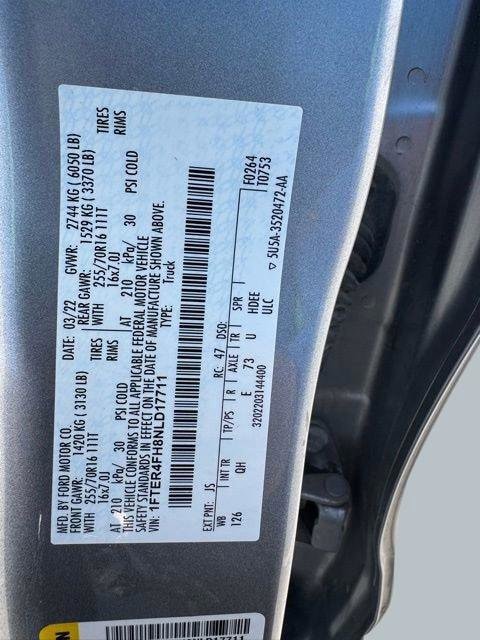 MFD. BY FORD MOTOR CO. DATE: 03/22 GVWR: 2744 KG ( 6050 LB)
FRONT GAWR: 1420 KG ( 3130 LB) REAR GAWR: 1529 KG ( 3370 LB)
WITH 255/70R16 111T TIRES WITH 255/70R16 111T TIRES
16x7.0J RIMS 16x7.0J RIMS
AT 210 kPa/ 30 PSI COLD AT 210 kPa/ 30 PSI COLD
THIS VEHICLE CONFORMS TO ALL APPLICABLE FEDERAL MOTOR VEHICLE
SAFETY STANDARDS IN EFFECT ON THE DATE OF MANUFACTURE SHOWN ABOVE.
VIN: 1FTER4FH8NLD17711 TYPE: Truck
F0264
T0753
EXT PNT: JS RC: 47 DSO:
WB INT TR TP/PS R AXLE TR SPR
126 QH E 73 U HDEE
ULC
3202203144400 ▽ 5U5A-3520472-AA
LD17711